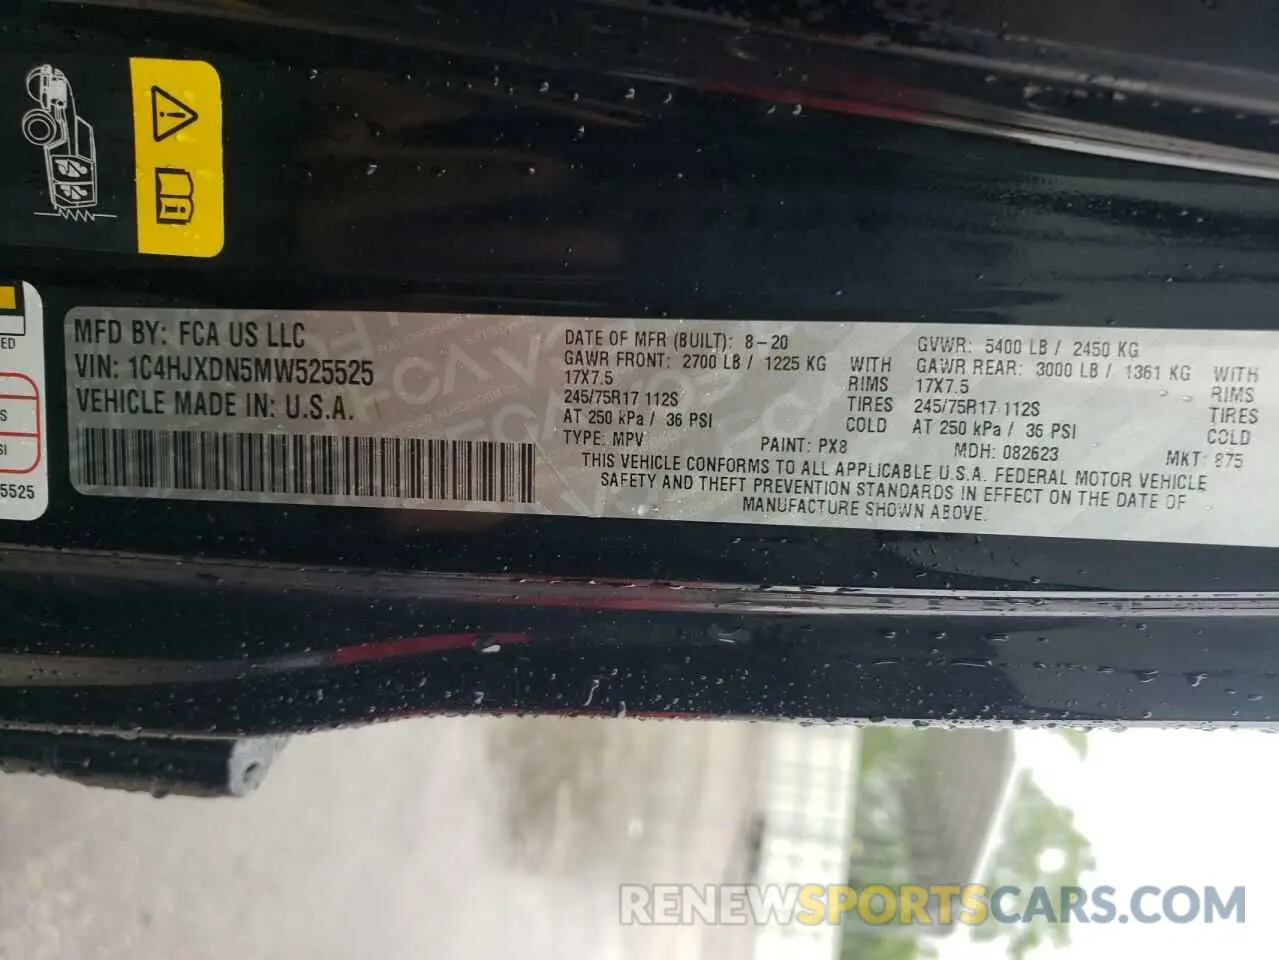 MFD BY: FCA US LLC
VIN: 1C4HJXDN5MW525525
VEHICLE MADE IN: U.S.A.
DATE OF MFR (BUILT): 8-20
GAWR FRONT: 2700 LB / 1225 KG WITH
17X7.5 RIMS
245/75R17 112S TIRES
AT 250 kPa / 36 PSI COLD
TYPE: MPV PAINT: PX8
GVWR: 5400 LB / 2450 KG
GAWR REAR: 3000 LB / 1361 KG WITH
17X7.5 RIMS
245/75R17 112S TIRES
AT 250 kPa / 36 PSI COLD
MDH: 082623 MKT: 875
THIS VEHICLE CONFORMS TO ALL APPLICABLE U.S.A. FEDERAL MOTOR VEHICLE
SAFETY AND THEFT PREVENTION STANDARDS IN EFFECT ON THE DATE OF
MANUFACTURE SHOWN ABOVE.
5525
RENEWSPORTSCARS.COM